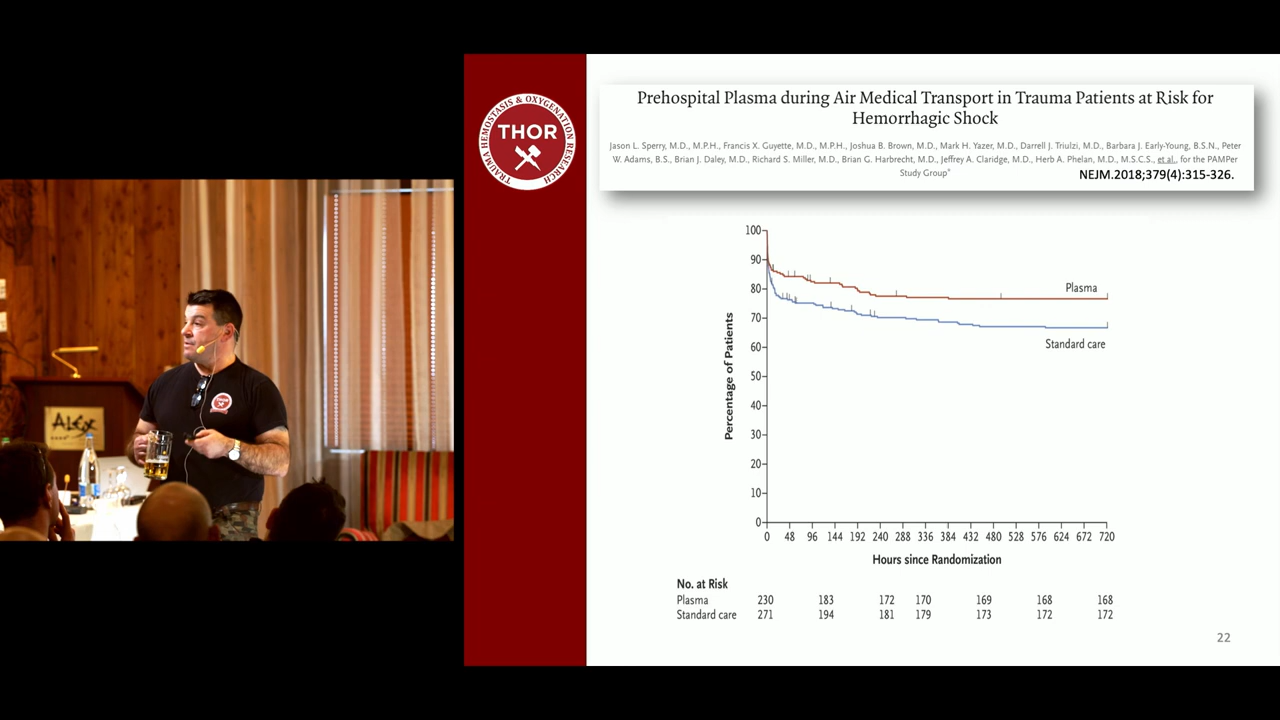 TRAUMA HEMOSTASIS & OXYGENATION RESEARCH
THOR
Prehospital Plasma during Air Medical Transport in Trauma Patients at Risk for
Hemorrhagic Shock
Jason L. Sperry, M.D., M.P.H., Francis X. Guyette, M.D., M.P.H., Joshua B. Brown, M.D., Mark H. Yazer, M.D., Darrell J. Triulzi, M.D., Barbara J. Early-Young, B.S.N., Peter
W. Adams, B.S., Brian J. Daley, M.D., Richard S. Miller, M.D., Brian G. Harbrecht, M.D., Jeffrey A. Claridge, M.D., Herb A. Phelan, M.D., M.S.C.S., et al., for the PAMPer
Study Group*
NEJM.2018;379(4):315-326.
100
90
80
70
60
50
40
30
20
10
0
Percentage of Patients
Plasma
Standard care
0 48 96 144 192 240 288 336 384 432 480 528 576 624 672 720
Hours since Randomization
No. at Risk
Plasma 230 183 172 170 169 168 168
Standard care 271 194 181 179 173 172 172
22
ALEX